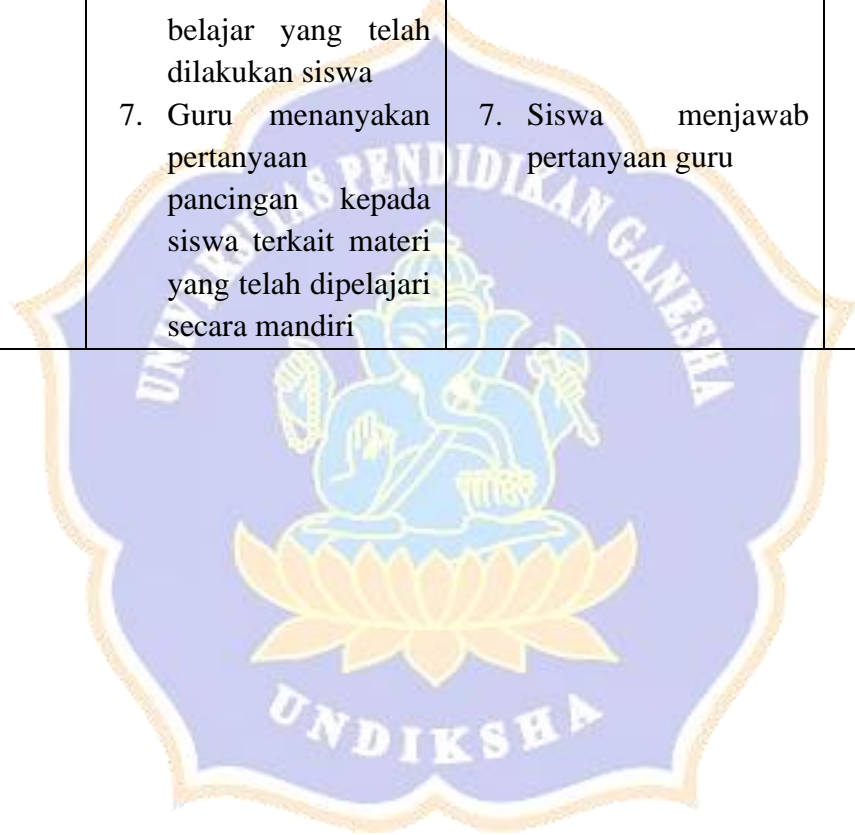 belajar yang telah
dilakukan siswa
7. Guru menanyakan
pertanyaan
pancingan kepada
siswa terkait materi
yang telah dipelajari
secara mandiri
7. Siswa menjawab
pertanyaan guru
UNIVERSITAS PENDIDIKAN GANESHA
UNDIKSHA